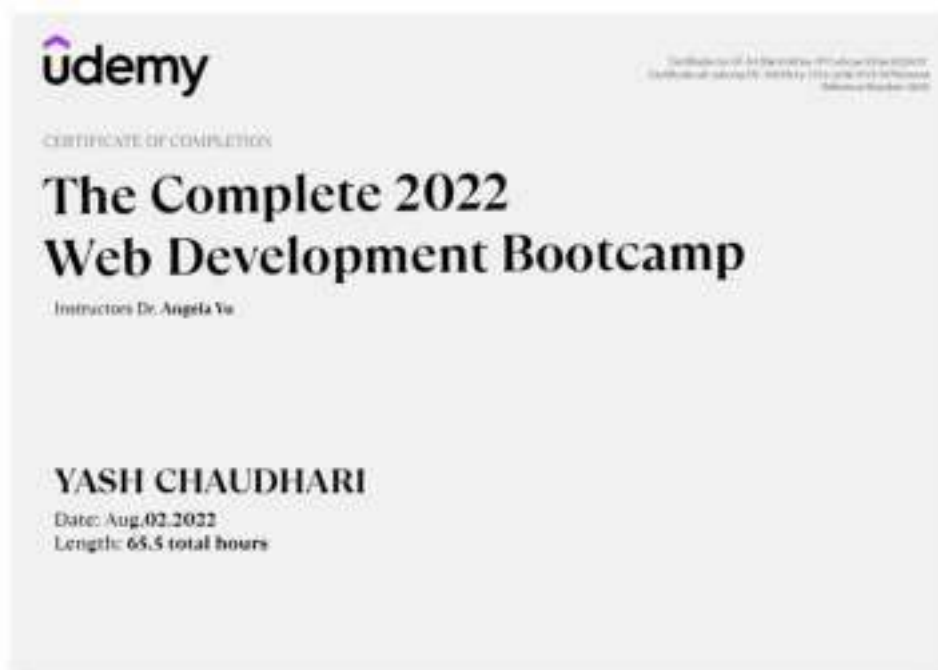 udemy
CERTIFICATE OF COMPLETION
The Complete 2022
Web Development Bootcamp
Instructors Dr. Angela Yu
YASH CHAUDHARI
Date: Aug.02.2022
Length: 65.5 total hours